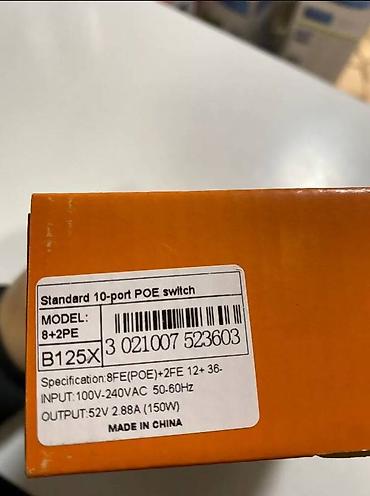 Standard 10-port POE switch
MODEL:
8+2PE
B125X
3 021007 523603
Specification:8FE(POE)+2FE 12+ 36-
INPUT:100V-240VAC 50-60Hz
OUTPUT:52V 2.88A (150W)
MADE IN CHINA